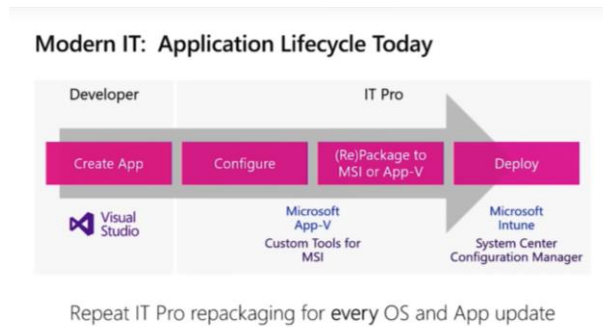 Modern IT: Application Lifecycle Today
Developer
IT Pro
Create App
Configure
(Re)Package to
MSI or App-V
Deploy
Visual
Studio
Microsoft
App-V
Custom Tools for
MSI
Microsoft
Intune
System Center
Configuration Manager
Repeat IT Pro repackaging for every OS and App update